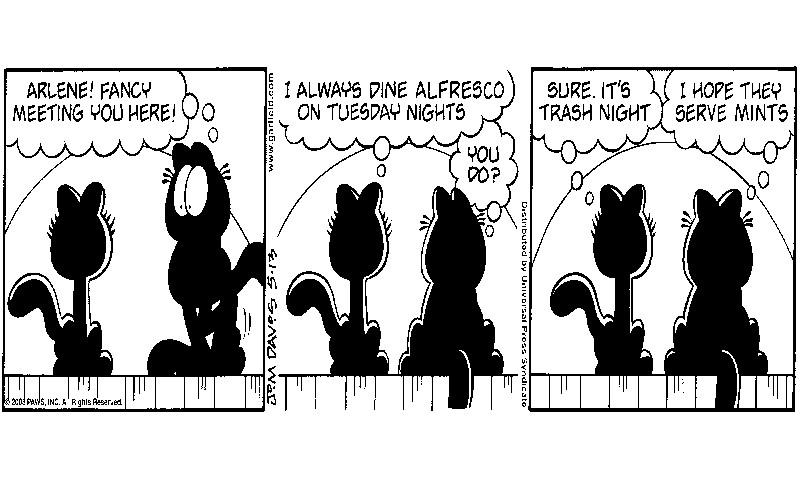 ARLENE! FANCY
MEETING YOU HERE!
© 2003 PAWS, INC. All Rights Reserved.
www.garfield.com
JIM DAVIS 5·13
I ALWAYS DINE ALFRESCO
ON TUESDAY NIGHTS
YOU
DO?
Distributed by Universal Press Syndicate
SURE. IT'S
TRASH NIGHT
I HOPE THEY
SERVE MINTS